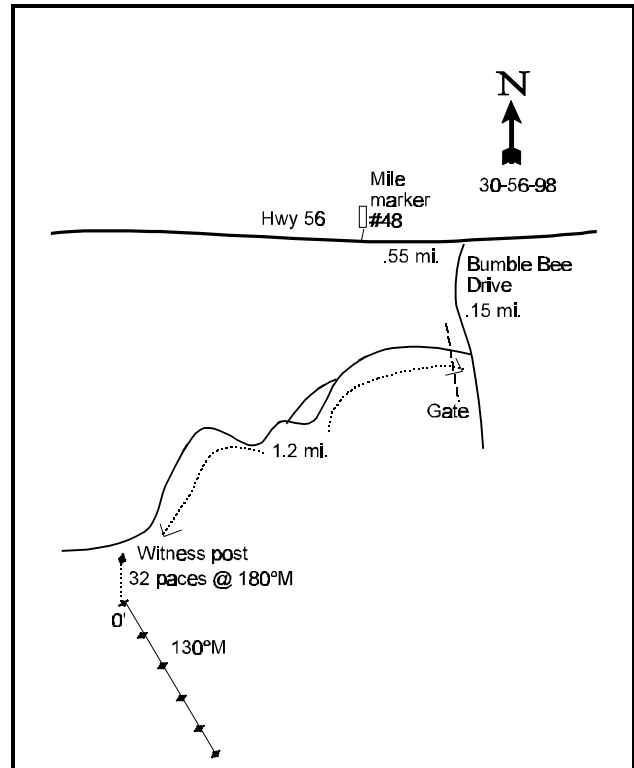 N
30-56-98
Mile
marker
#48
Hwy 56
.55 mi.
Bumble Bee
Drive
.15 mi.
Gate
1.2 mi.
Witness post
32 paces @ 180°M
0'
130°M